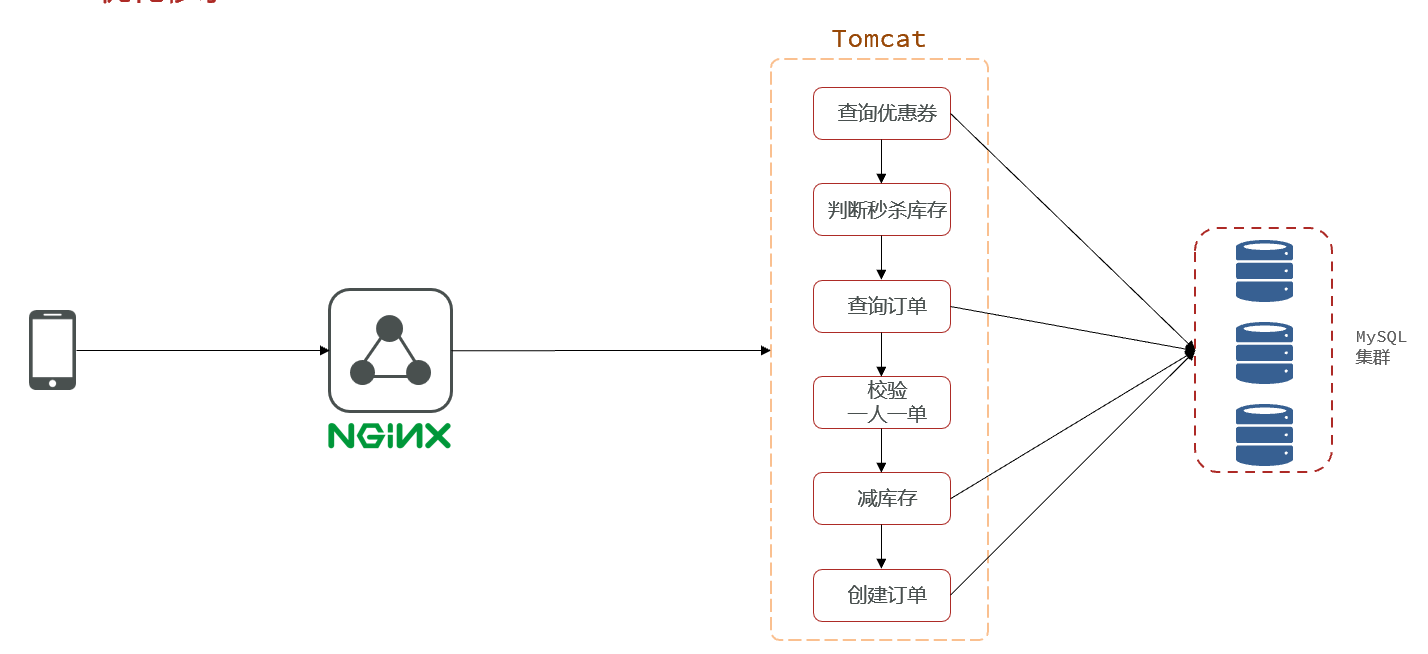 Tomcat
查询优惠券
判断秒杀库存
查询订单
校验
一人一单
减库存
创建订单
NGINX
MySQL
集群